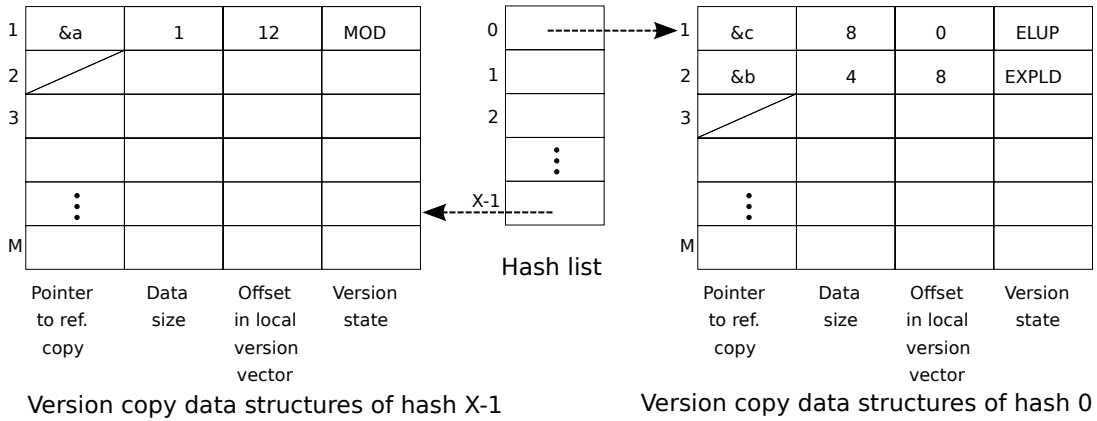 1 &a 1 12 MOD
2
3
M
Pointer to ref. copy
Data size
Offset in local version vector
Version state
Version copy data structures of hash X-1
0
1
2
X-1
Hash list
1 &c 8 0 ELUP
2 &b 4 8 EXPLD
3
M
Pointer to ref. copy
Data size
Offset in local version vector
Version state
Version copy data structures of hash 0